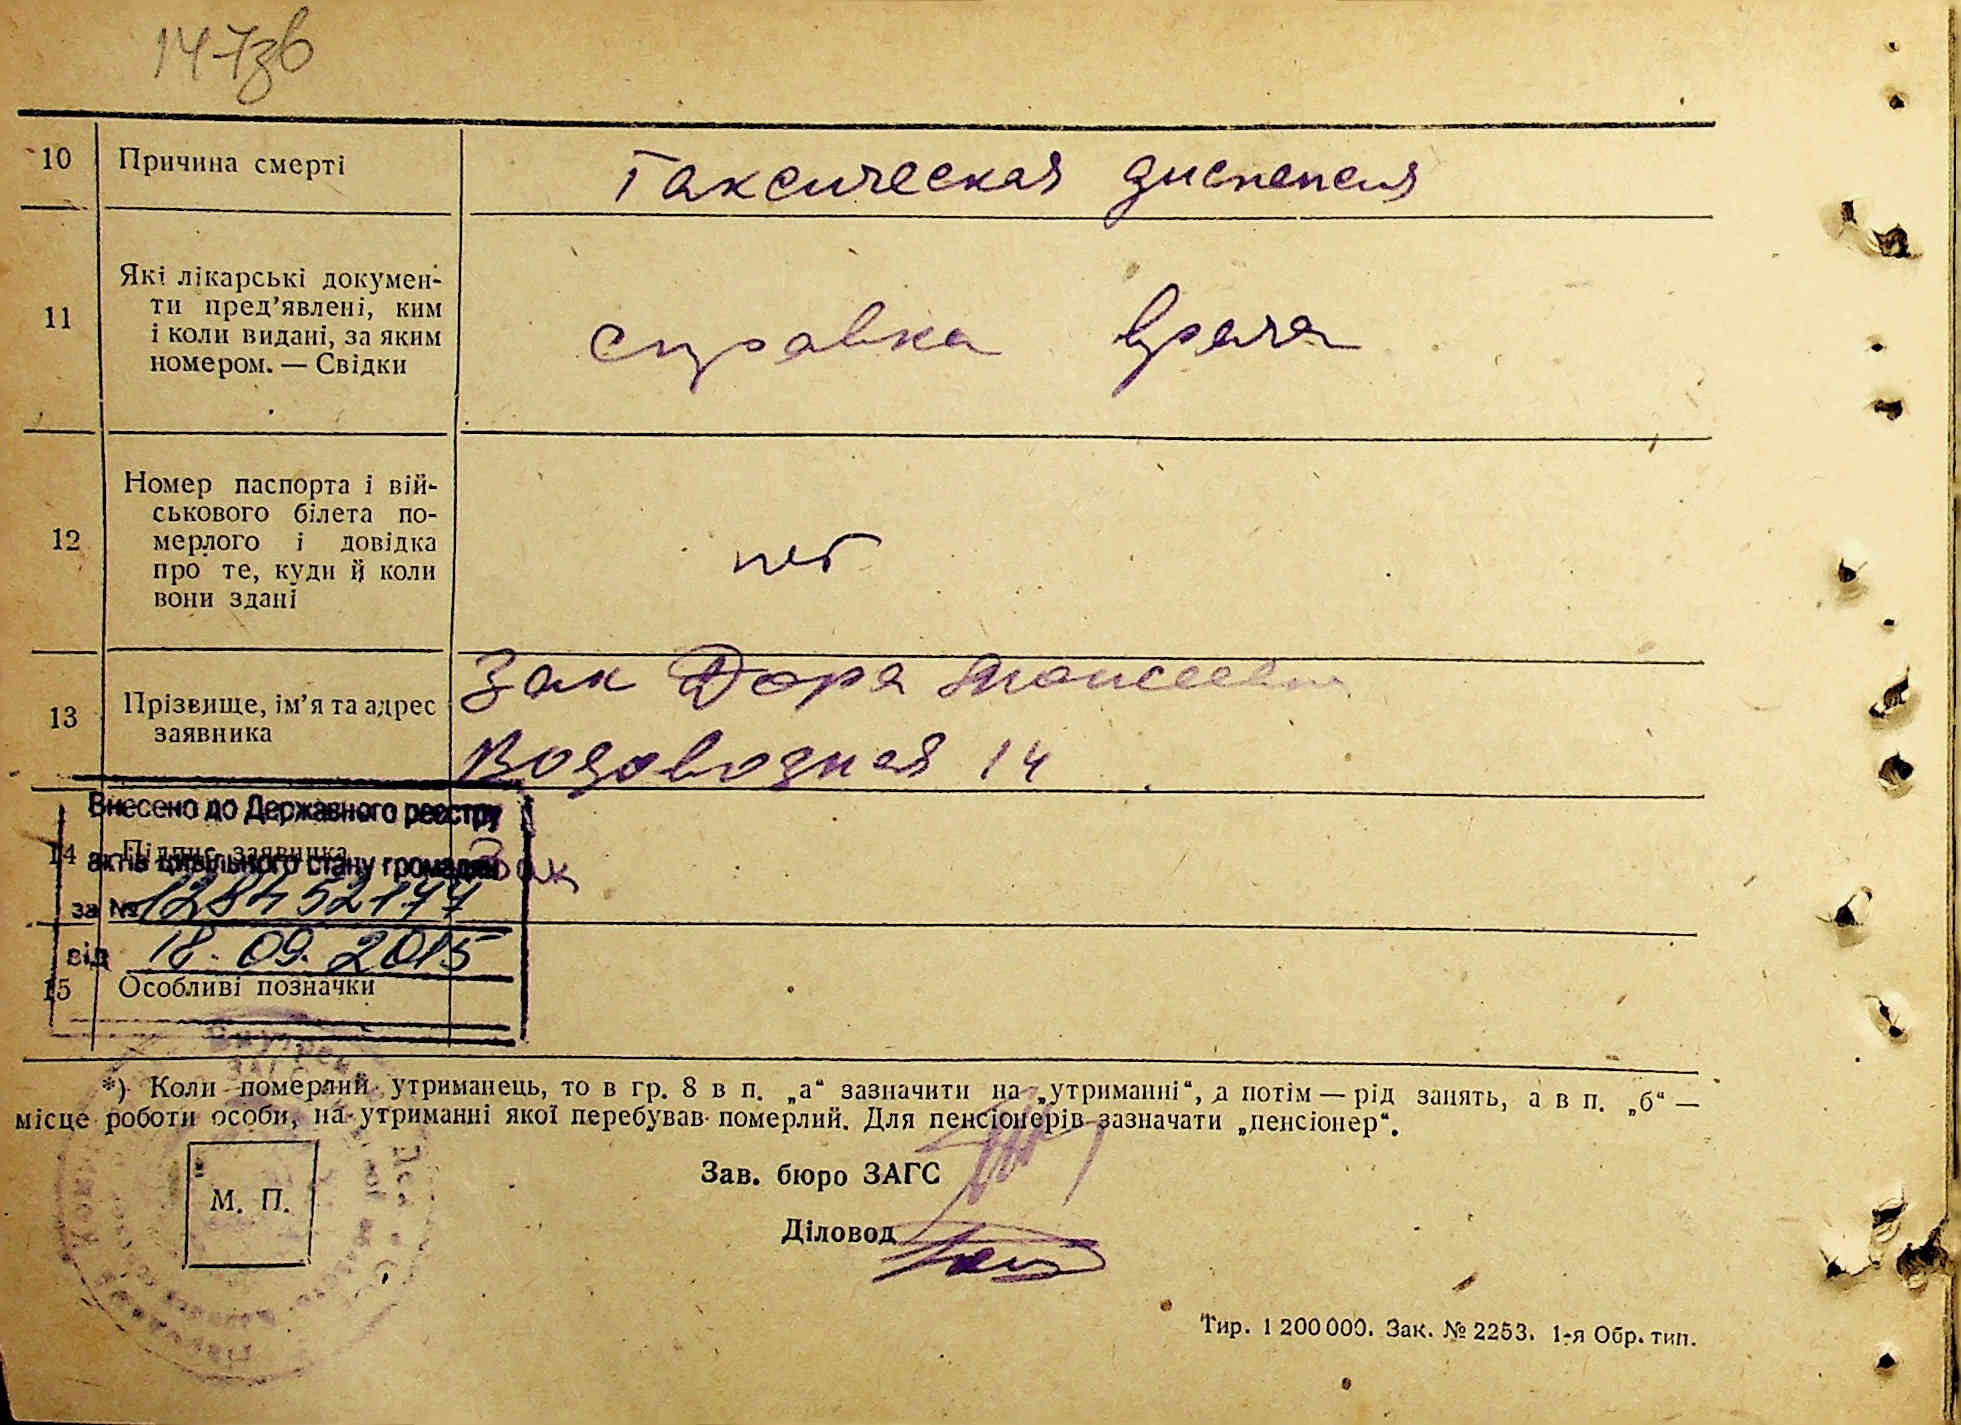 10 Причина смерті Таксическая диспепсия
11 Які лікарські докумен-
ти пред'явлені, ким
і коли видані, за яким
номером. — Свідки
справка врача
12 Номер паспорта і вій-
ськового білета по-
мерлого і довідка
про те, куди й коли
вони здані
нет
13 Прізвище, ім'я та адрес
заявника
Зак Дора Моисеевн
Водоводная 14
Внесено до Державного реєстру
14 Підпис заявника Зак
актів цивільного стану громадян
за № 128452177
від 18.09.2015
15 Особливі позначки
*) Коли померлий утриманець, то в гр. 8 в п. „а“ зазначити на „утриманні“, а потім — рід занять, а в п. „б“ —
місце роботи особи, на утриманні якої перебував померлий. Для пенсіонерів зазначати „пенсіонер“.
Зав. бюро ЗАГС
М. П.
Діловод
Тир. 1 200 000. Зак. № 2253. 1-я Обр. тип.